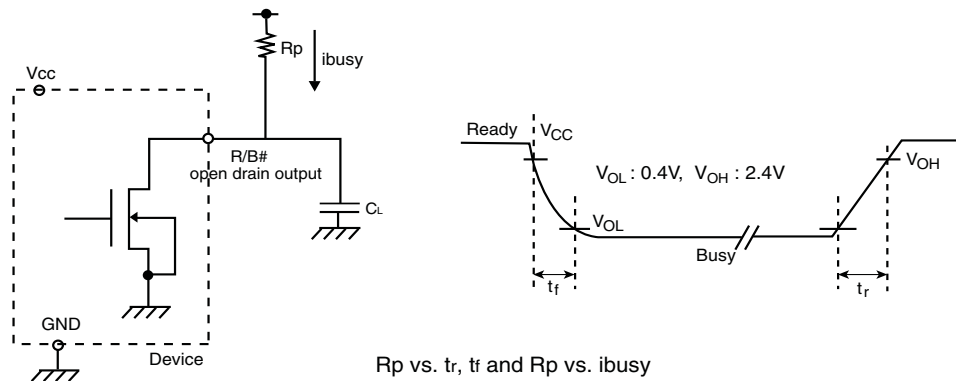 Rp
ibusy
Vcc
R/B#
open drain output
CL
GND
Device
Ready
VCC
VOL : 0.4V, VOH : 2.4V
VOH
VOL
Busy
tf
tr
Rp vs. tr, tf and Rp vs. ibusy